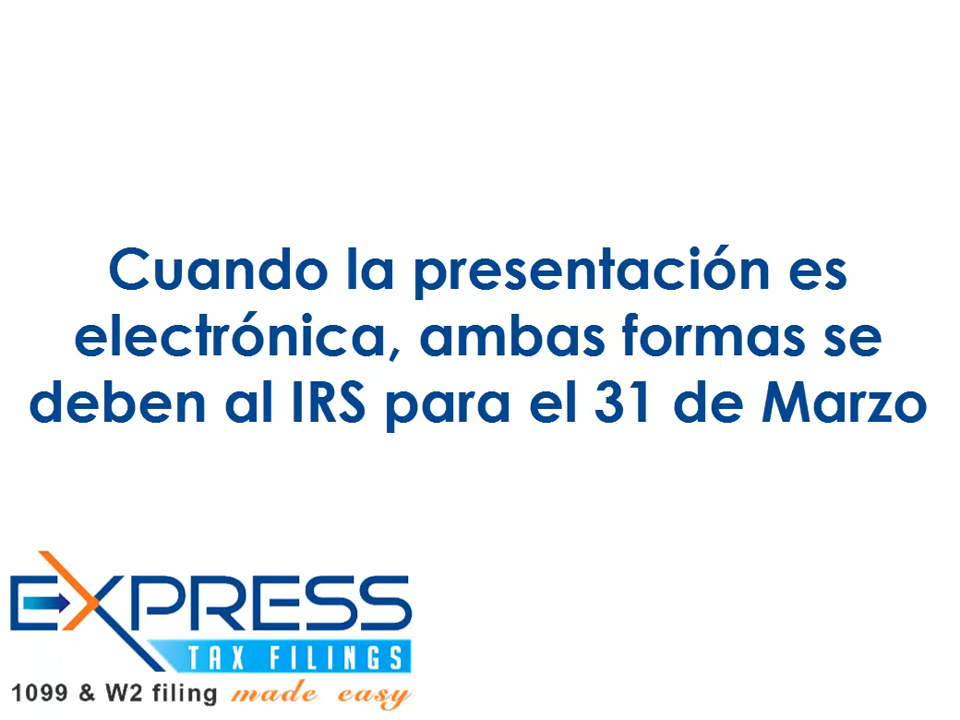 Cuando la presentación es
electrónica, ambas formas se
deben al IRS para el 31 de Marzo
EXPRESS
TAX FILINGS
1099 & W2 filing made easy